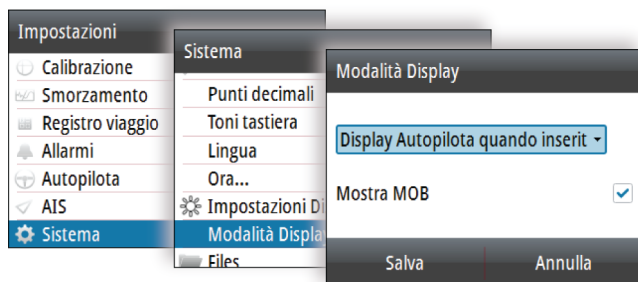 Impostazioni
Calibrazione
Smorzamento
Registro viaggio
Allarmi
Autopilota
AIS
Sistema
Sistema
Punti decimali
Toni tastiera
Lingua
Ora...
Impostazioni Di
Modalità Displa
Files
Modalità Display
Display Autopilota quando inserit
Mostra MOB
Salva Annulla